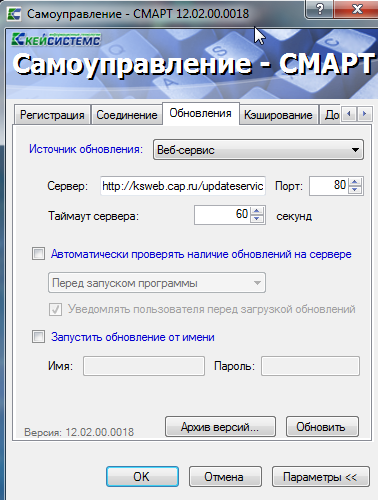 Самоуправление - СМАРт 12.02.00.0018
КЕЙСИСТЕМС
Самоуправление - СМАРТ
Регистрация Соединение Обновления Кэширование До
Источник обновления: Веб-сервис
Сервер: http://ksweb.cap.ru/updateservic Порт: 80
Таймаут сервера: 60 секунд
Автоматически проверять наличие обновлений на сервере
Перед запуском программы
Уведомлять пользователя перед загрузкой обновлений
Запустить обновление от имени
Имя: Пароль:
Версия: 12.02.00.0018 Архив версий... Обновить
OK Отмена Параметры <<